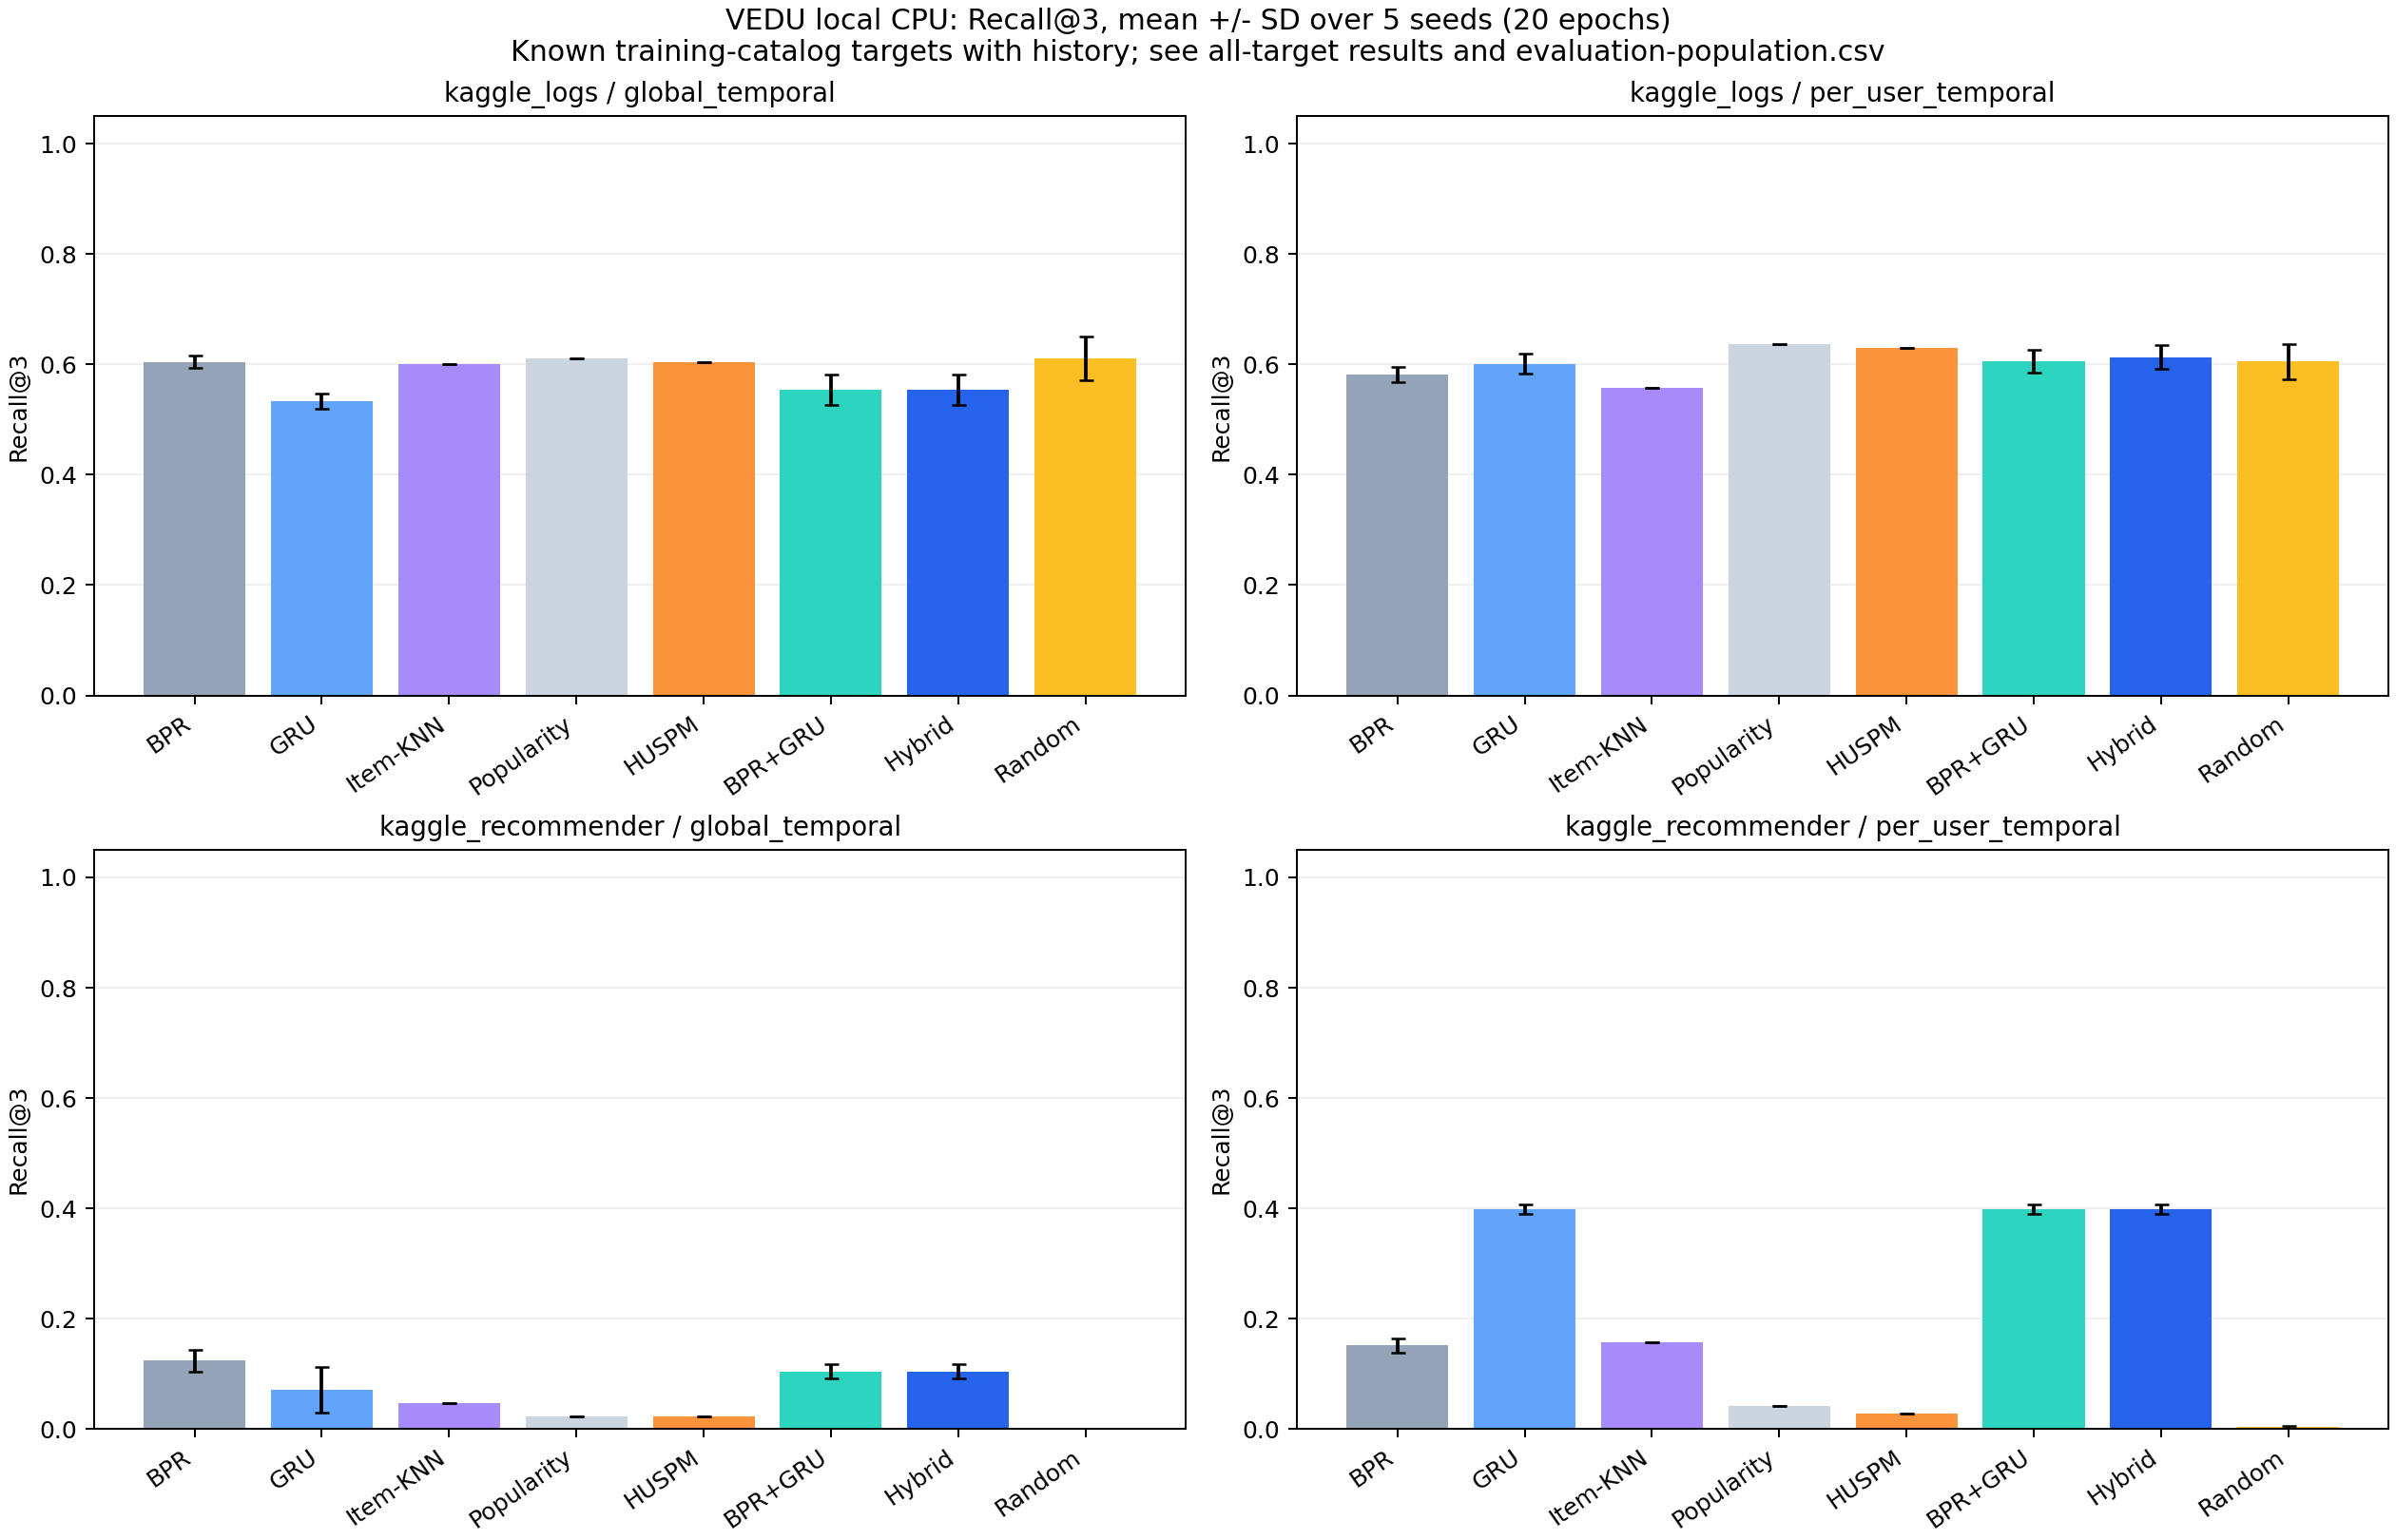 VEDU local CPU: Recall@3, mean +/- SD over 5 seeds (20 epochs)
Known training-catalog targets with history; see all-target results and evaluation-population.csv
kaggle_logs / global_temporal
Recall@3
1.0
0.8
0.6
0.4
0.2
0.0
BPR
GRU
Item-KNN
Popularity
HUSPM
BPR+GRU
Hybrid
Random
kaggle_logs / per_user_temporal
Recall@3
1.0
0.8
0.6
0.4
0.2
0.0
BPR
GRU
Item-KNN
Popularity
HUSPM
BPR+GRU
Hybrid
Random
kaggle_recommender / global_temporal
Recall@3
1.0
0.8
0.6
0.4
0.2
0.0
BPR
GRU
Item-KNN
Popularity
HUSPM
BPR+GRU
Hybrid
Random
kaggle_recommender / per_user_temporal
Recall@3
1.0
0.8
0.6
0.4
0.2
0.0
BPR
GRU
Item-KNN
Popularity
HUSPM
BPR+GRU
Hybrid
Random